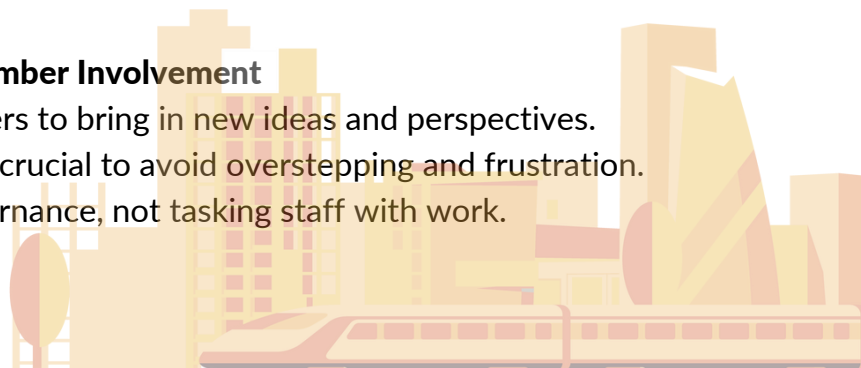 mber Involvement
ers to bring in new ideas and perspectives.
crucial to avoid overstepping and frustration.
rnance, not tasking staff with work.